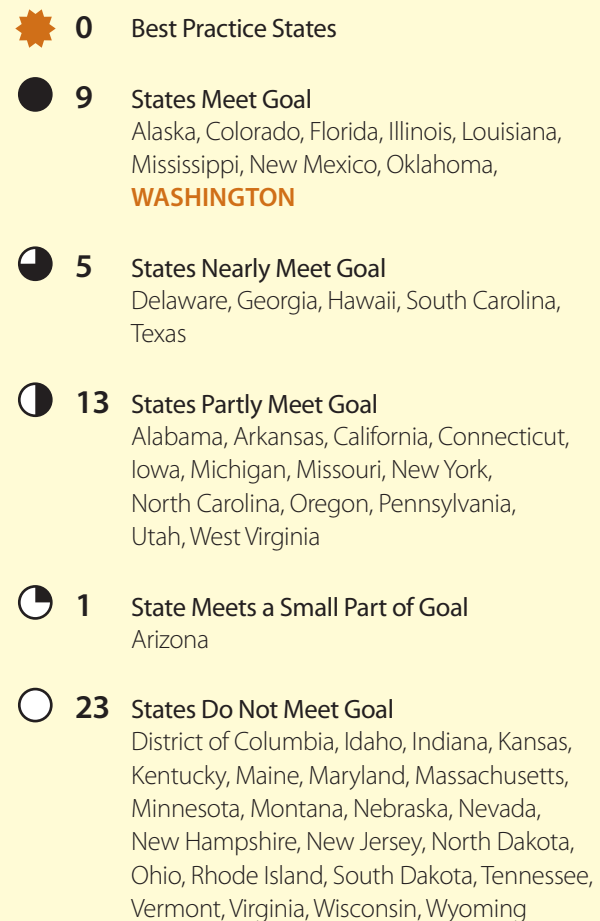 0 Best Practice States
9 States Meet Goal
Alaska, Colorado, Florida, Illinois, Louisiana,
Mississippi, New Mexico, Oklahoma,
WASHINGTON
5 States Nearly Meet Goal
Delaware, Georgia, Hawaii, South Carolina,
Texas
13 States Partly Meet Goal
Alabama, Arkansas, California, Connecticut,
Iowa, Michigan, Missouri, New York,
North Carolina, Oregon, Pennsylvania,
Utah, West Virginia
1 State Meets a Small Part of Goal
Arizona
23 States Do Not Meet Goal
District of Columbia, Idaho, Indiana, Kansas,
Kentucky, Maine, Maryland, Massachusetts,
Minnesota, Montana, Nebraska, Nevada,
New Hampshire, New Jersey, North Dakota,
Ohio, Rhode Island, South Dakota, Tennessee,
Vermont, Virginia, Wisconsin, Wyoming